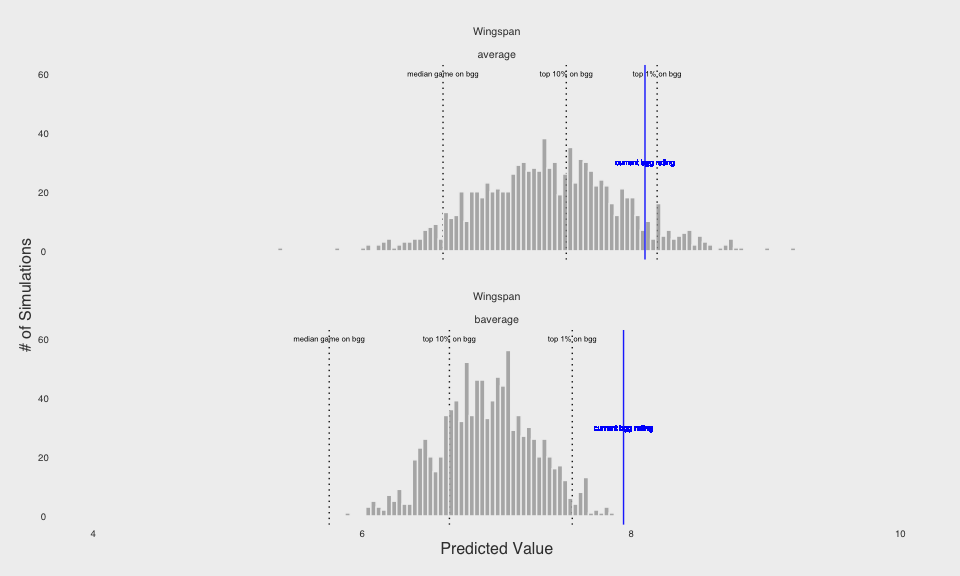 Wingspan
average
60
median game on bgg
top 10% on bgg
top 1% on bgg
40
current bgg rating
20
0
# of Simulations
Wingspan
baverage
60
median game on bgg
top 10% on bgg
top 1% on bgg
40
current bgg rating
20
0
4
6
8
10
Predicted Value